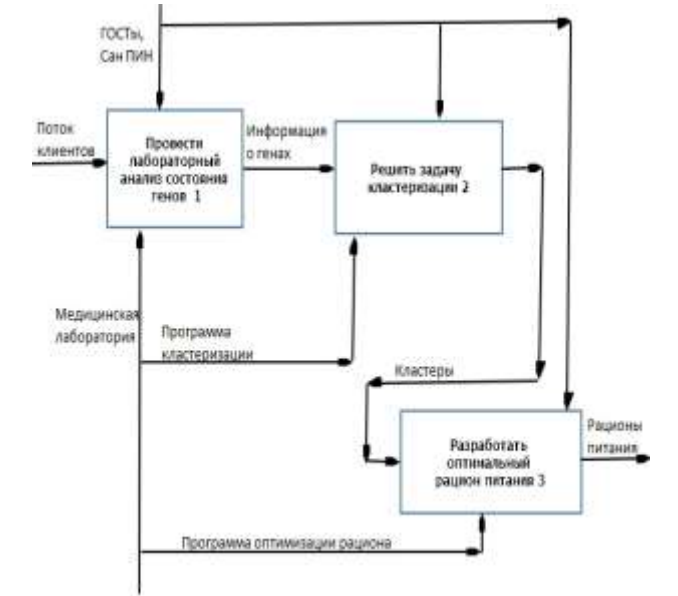 ГОСТы,
Сан ПИН
Поток
клиентов
Провести
лабораторный
анализ состояния
генов 1
Информация
о генах
Решить задачу
кластеризации 2
Медицинская
лаборатория
Программа
кластеризации
Кластеры
Разработать
оптимальный
рацион питания 3
Рационы
питания
Программа оптимизации рациона